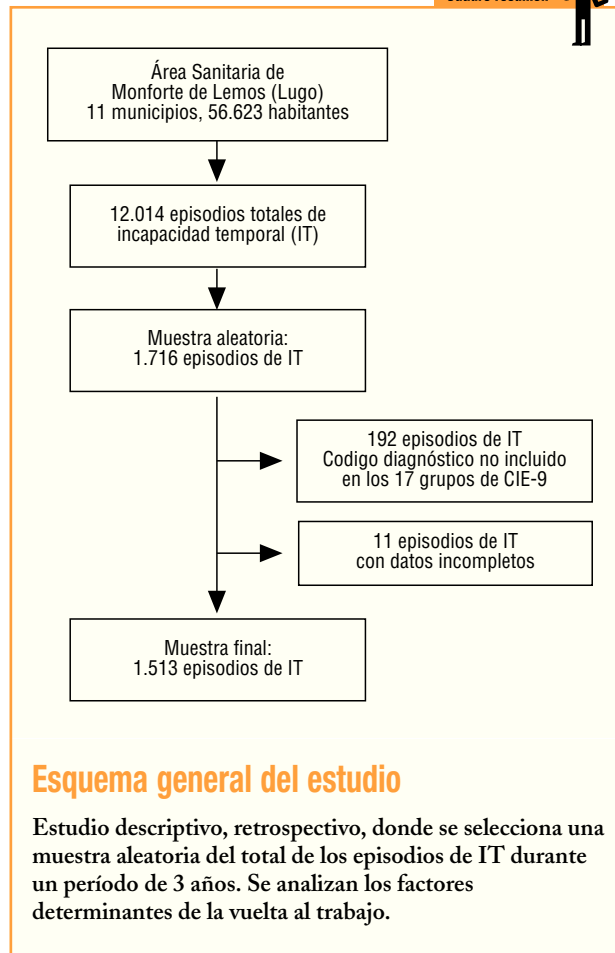 Área Sanitaria de
Monforte de Lemos (Lugo)
11 municipios, 56.623 habitantes
12.014 episodios totales de
incapacidad temporal (IT)
Muestra aleatoria:
1.716 episodios de IT
192 episodios de IT
Codigo diagnóstico no incluido
en los 17 grupos de CIE-9
11 episodios de IT
con datos incompletos
Muestra final:
1.513 episodios de IT
Esquema general del estudio
Estudio descriptivo, retrospectivo, donde se selecciona una
muestra aleatoria del total de los episodios de IT durante
un período de 3 años. Se analizan los factores
determinantes de la vuelta al trabajo.